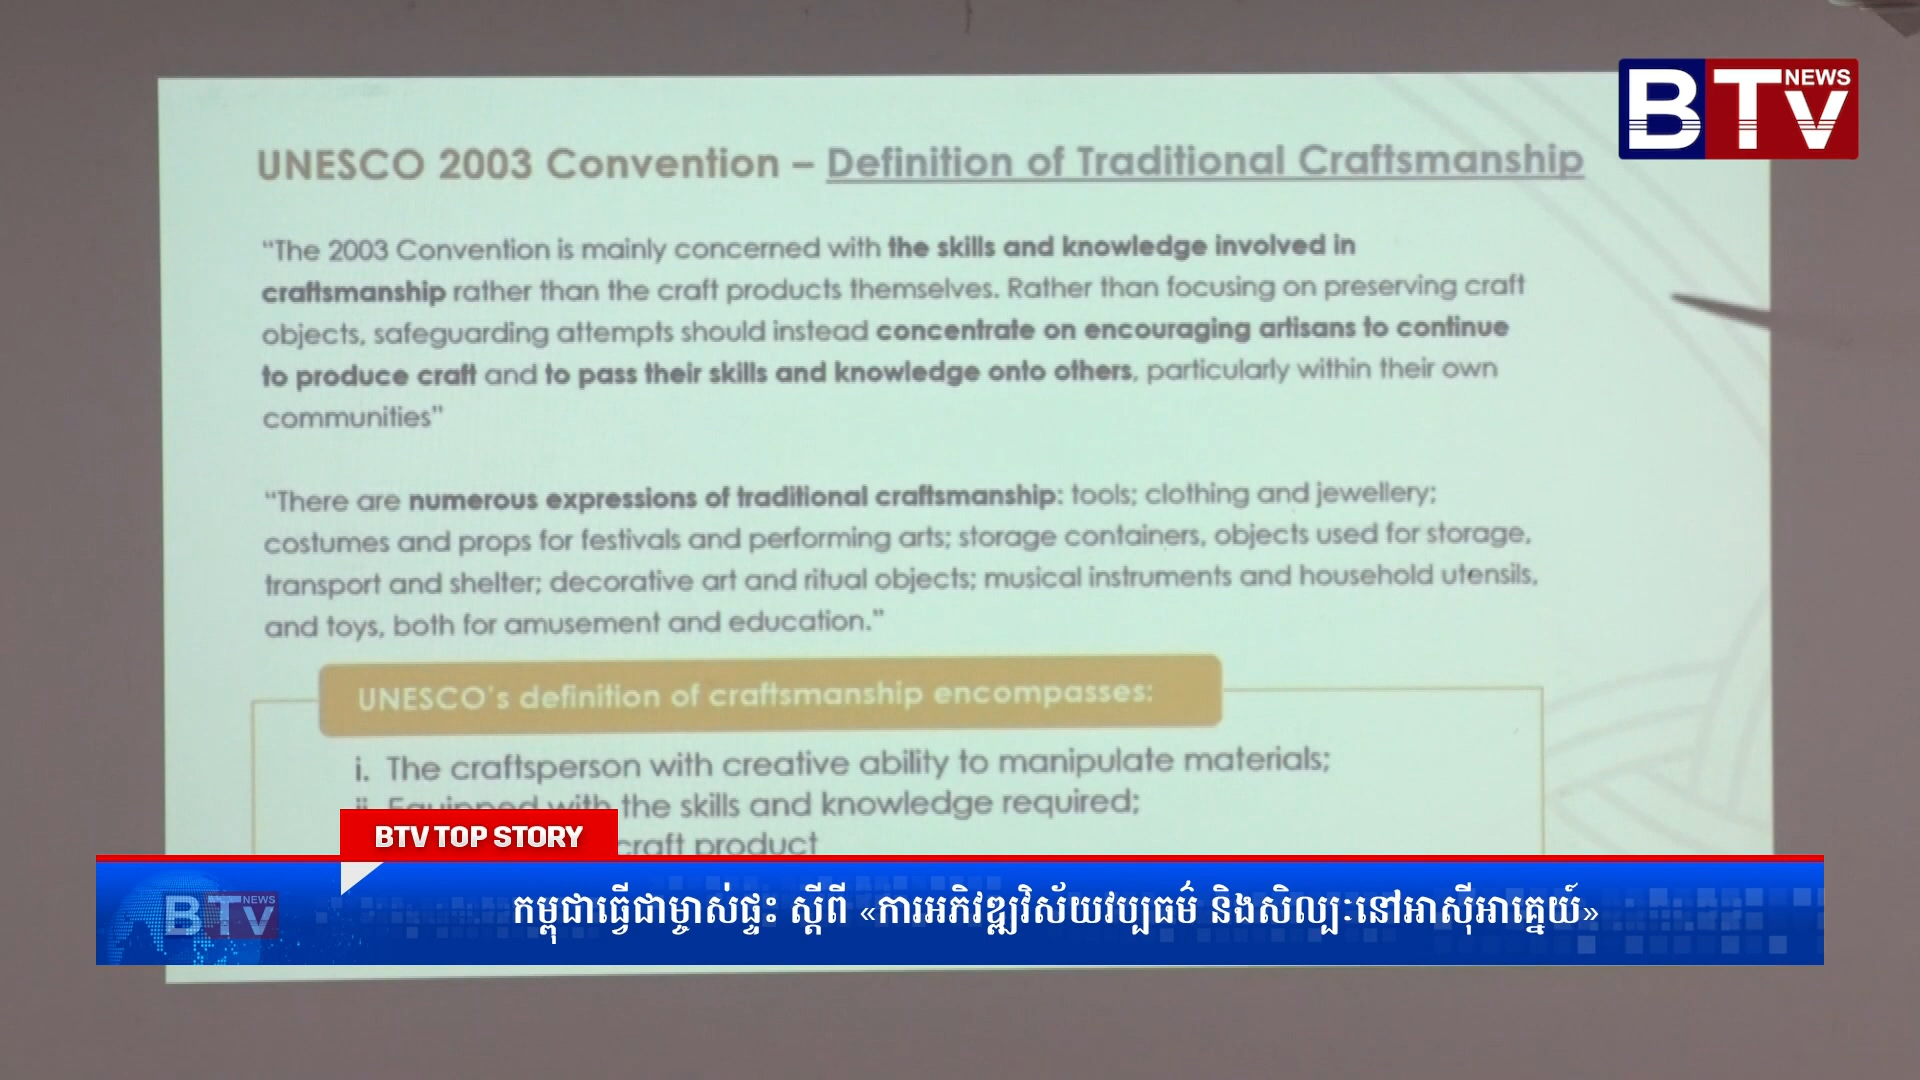 BTV NEWS
UNESCO 2003 Convention – Definition of Traditional Craftsmanship
“The 2003 Convention is mainly concerned with the skills and knowledge involved in
craftsmanship rather than the craft products themselves. Rather than focusing on preserving craft
objects, safeguarding attempts should instead concentrate on encouraging artisans to continue
to produce craft and to pass their skills and knowledge onto others, particularly within their own
communities”
“There are numerous expressions of traditional craftsmanship: tools; clothing and jewellery;
costumes and props for festivals and performing arts; storage containers, objects used for storage,
transport and shelter; decorative art and ritual objects; musical instruments and household utensils,
and toys, both for amusement and education.”
UNESCO's definition of craftsmanship encompasses:
i. The craftsperson with creative ability to manipulate materials;
ii. Equipped with the skills and knowledge required;
craft product
BTV TOP STORY
BTV NEWS
កម្ពុជាធ្វើជាម្ចាស់ផ្ទះ ស្តីពី «ការអភិវឌ្ឍវិស័យវប្បធម៌ និងសិល្បៈនៅអាស៊ីអាគ្នេយ៍»